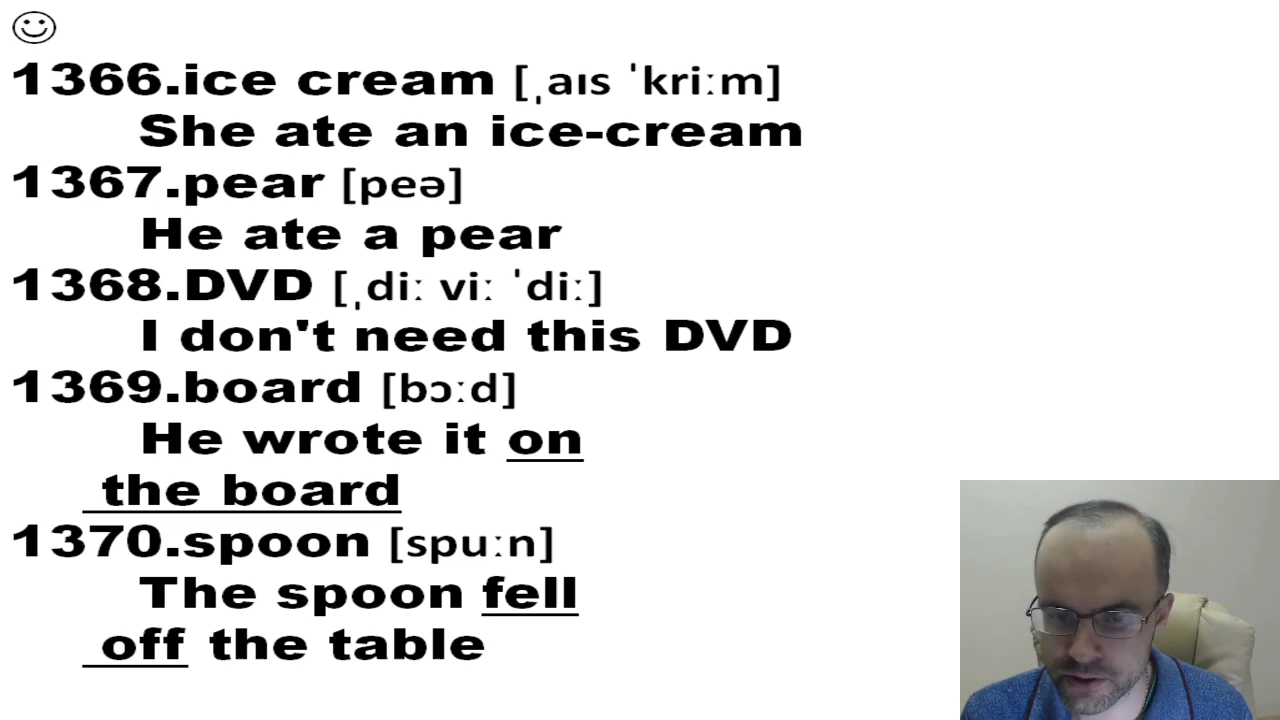 1366.ice cream [ˌaɪs ˈkriːm]
She ate an ice-cream
1367.pear [peə]
He ate a pear
1368.DVD [ˌdiː viː ˈdiː]
I don't need this DVD
1369.board [bɔːd]
He wrote it on
the board
1370.spoon [spuːn]
The spoon fell
off the table